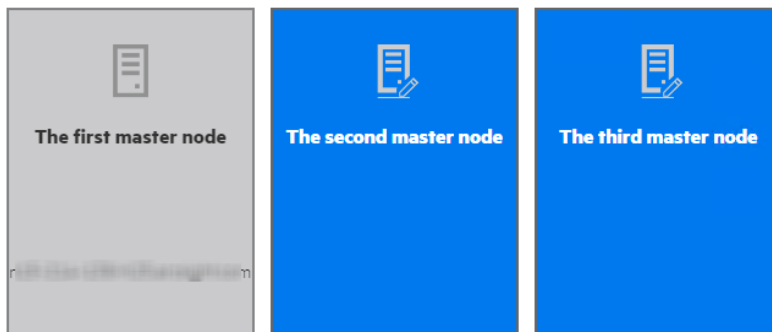 The first master node
The second master node
The third master node